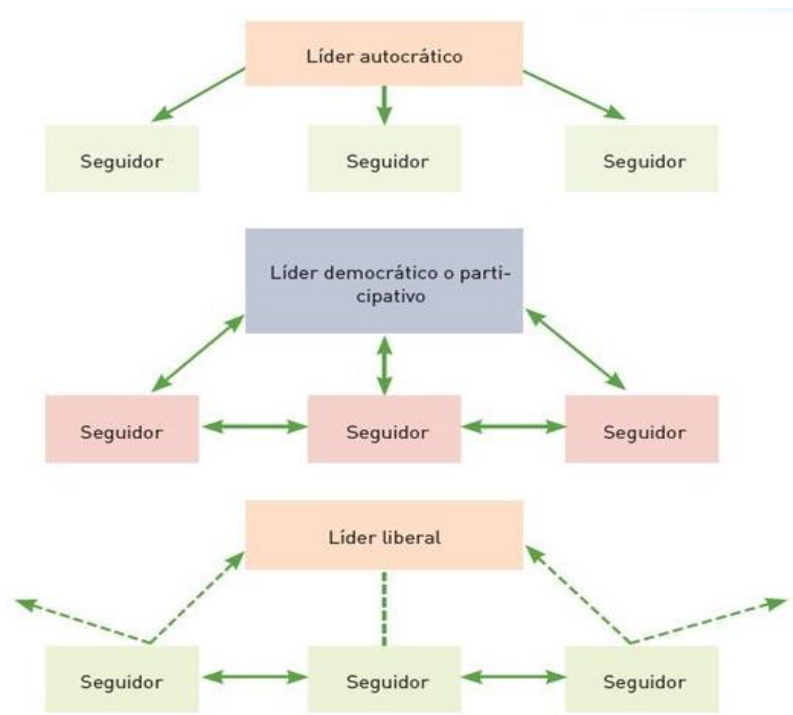 Líder autocrático
Seguidor
Seguidor
Seguidor
Líder democrático o parti-
cipativo
Seguidor
Seguidor
Seguidor
Líder liberal
Seguidor
Seguidor
Seguidor